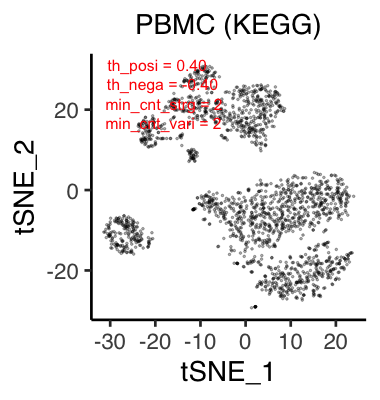 PBMC (KEGG)
th_posi = 0.40
th_nega = -0.40
min_cnt_strg = 2
min_cnt_vari = 2
20
0
-20
tSNE_2
-30 -20 -10 0 10 20
tSNE_1